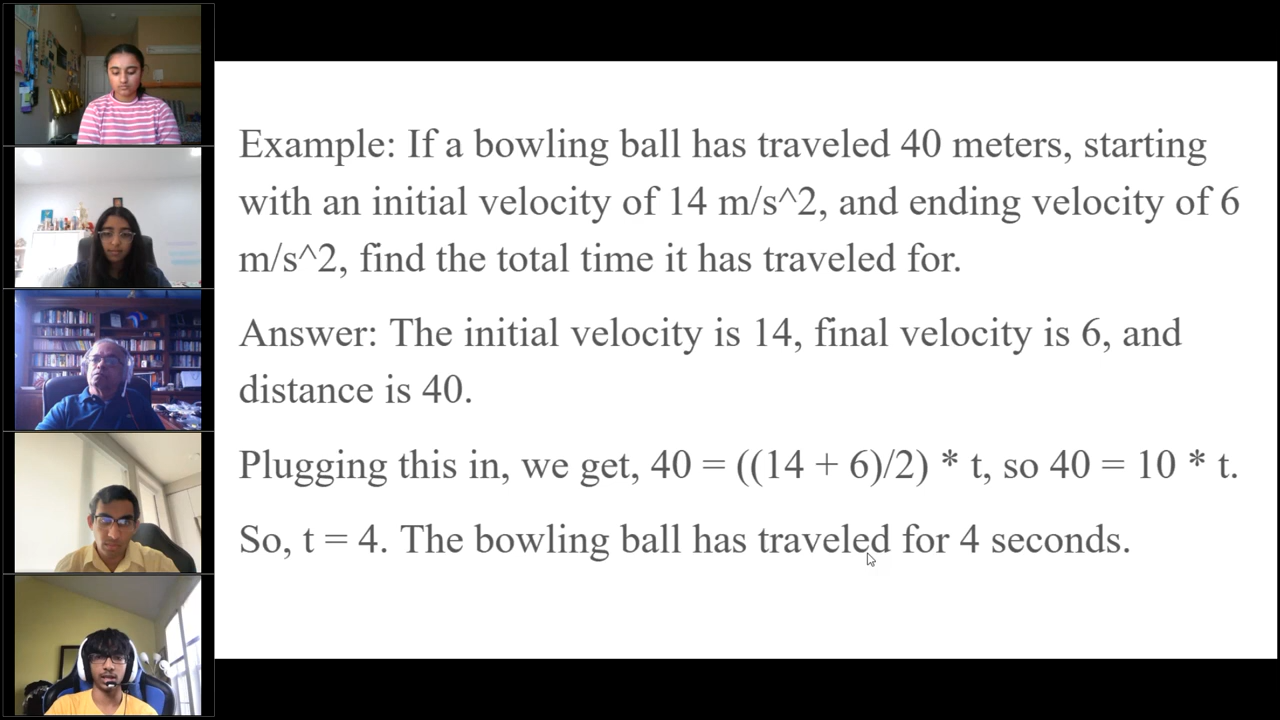 Example: If a bowling ball has traveled 40 meters, starting
with an initial velocity of 14 m/s^2, and ending velocity of 6
m/s^2, find the total time it has traveled for.
Answer: The initial velocity is 14, final velocity is 6, and
distance is 40.
Plugging this in, we get, 40 = ((14 + 6)/2) * t, so 40 = 10 * t.
So, t = 4. The bowling ball has traveled for 4 seconds.